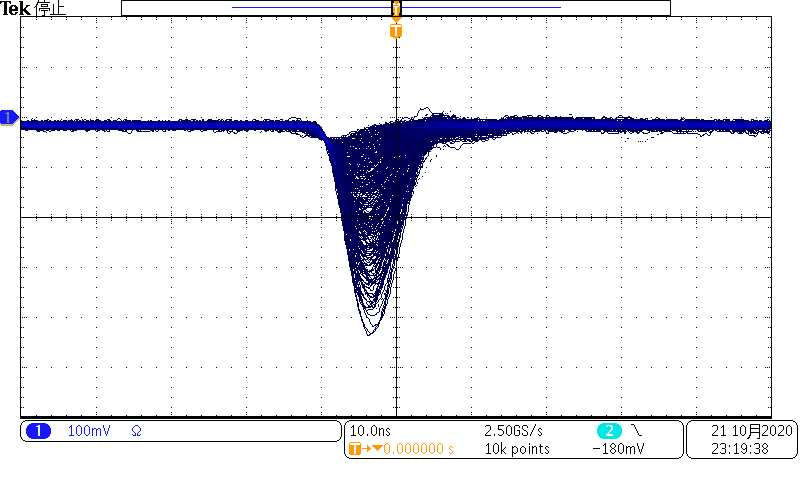 Tek 停止
T
T
1
1 100mV Ω
10.0ns 2.50GS/s 2 -180mV
T→▼0.000000 s 10k points
21 10月2020
23:19:38